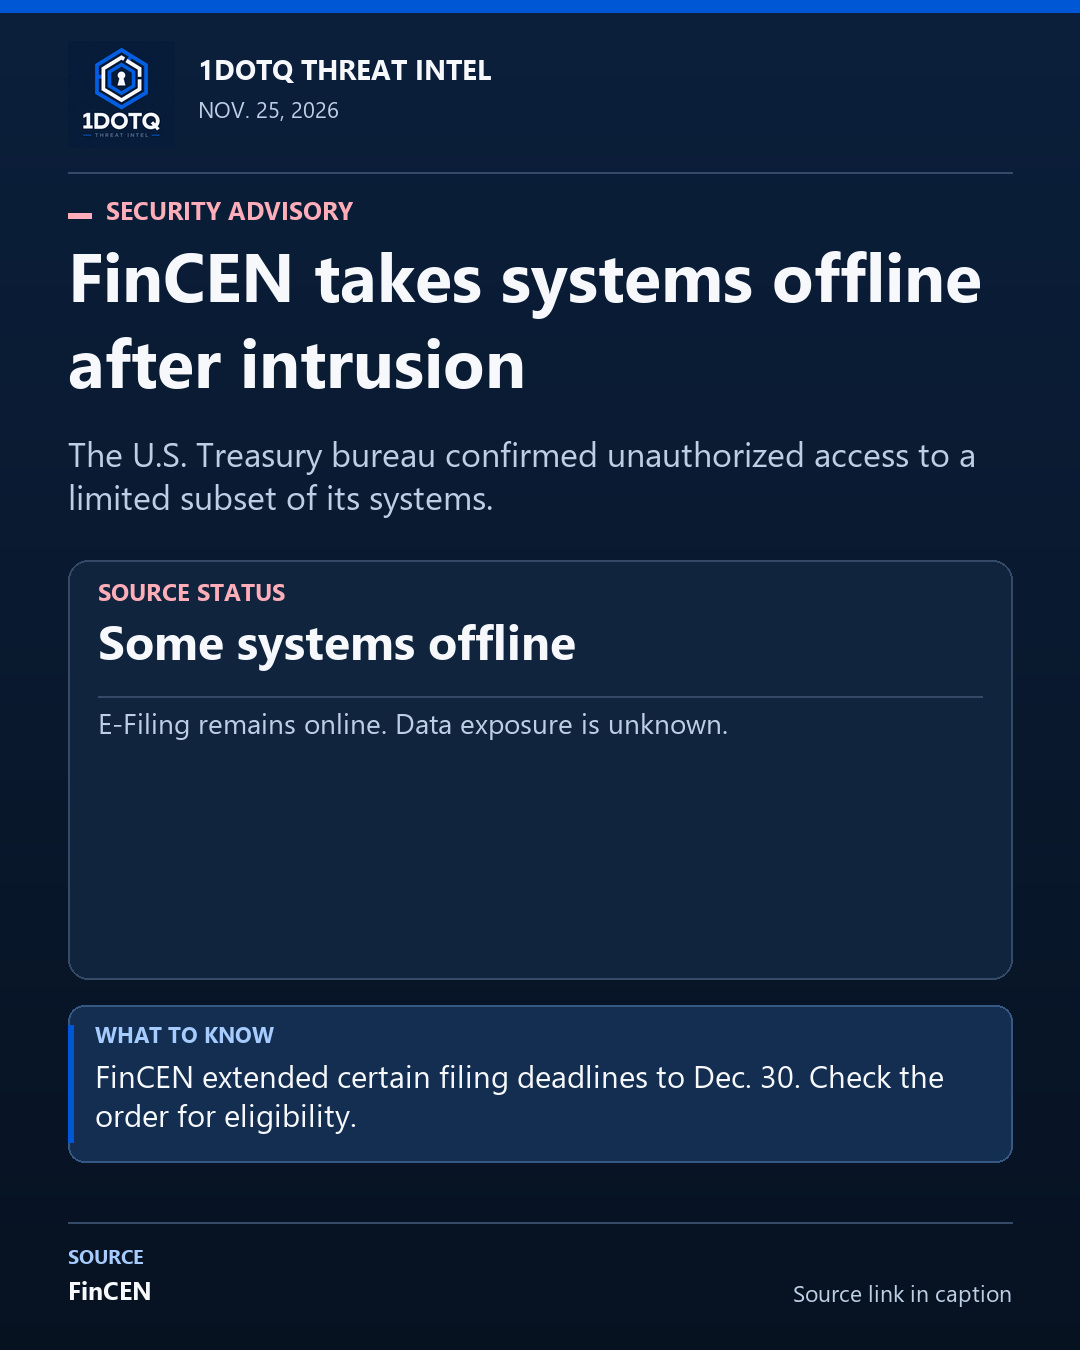 1DOTQ
THREAT INTEL
1DOTQ THREAT INTEL
NOV. 25, 2026
SECURITY ADVISORY
FinCEN takes systems offline
after intrusion
The U.S. Treasury bureau confirmed unauthorized access to a
limited subset of its systems.
SOURCE STATUS
Some systems offline
E-Filing remains online. Data exposure is unknown.
WHAT TO KNOW
FinCEN extended certain filing deadlines to Dec. 30. Check the
order for eligibility.
SOURCE
FinCEN
Source link in caption